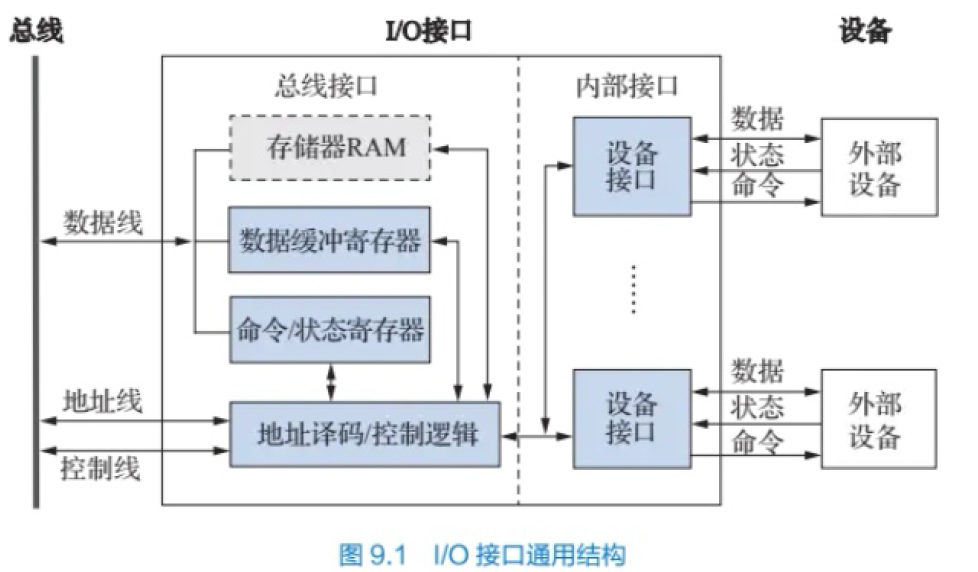 总线
I/O接口
设备
总线接口
内部接口
存储器RAM
数据缓冲寄存器
命令/状态寄存器
地址译码/控制逻辑
数据线
地址线
控制线
设备
接口
数据
状态
命令
外部
设备
……
设备
接口
数据
状态
命令
外部
设备
图 9.1 I/O 接口通用结构